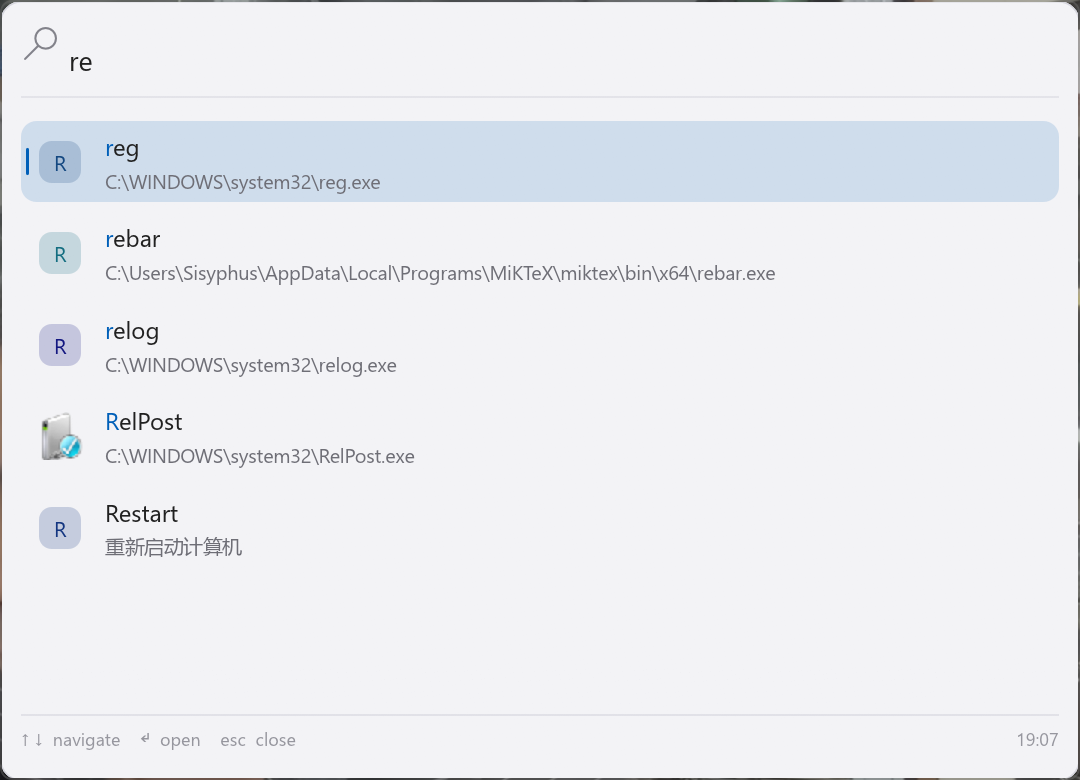 re
R
reg
C:\WINDOWS\system32\reg.exe
R
rebar
C:\Users\Sisyphus\AppData\Local\Programs\MiKTeX\miktex\bin\x64\rebar.exe
R
relog
C:\WINDOWS\system32\relog.exe
RelPost
C:\WINDOWS\system32\RelPost.exe
R
Restart
重新启动计算机
↑↓ navigate ↵ open esc close 19:07